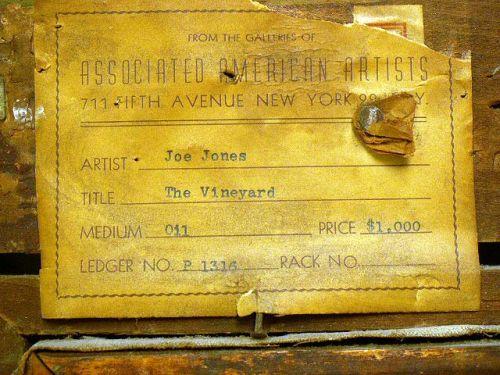 FROM THE GALLERIES OF
ASSOCIATED AMERICAN ARTISTS
711 FIFTH AVENUE NEW YORK 22, N.Y.
ARTIST Joe Jones
TITLE The Vineyard
MEDIUM Oil PRICE $1,000
LEDGER NO. P 1316 RACK NO.